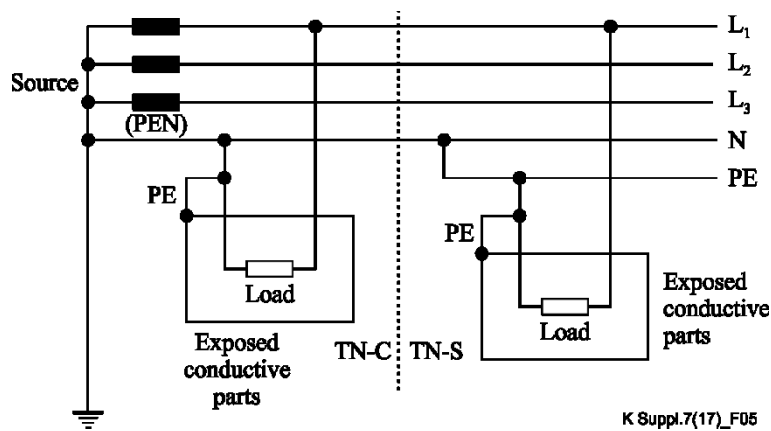 L₁
L₂
Source
L₃
(PEN)
N
PE
PE
PE
Load
Exposed
conductive
parts
Load
Exposed
conductive
parts
TN-C
TN-S
K Suppl.7(17)_F05